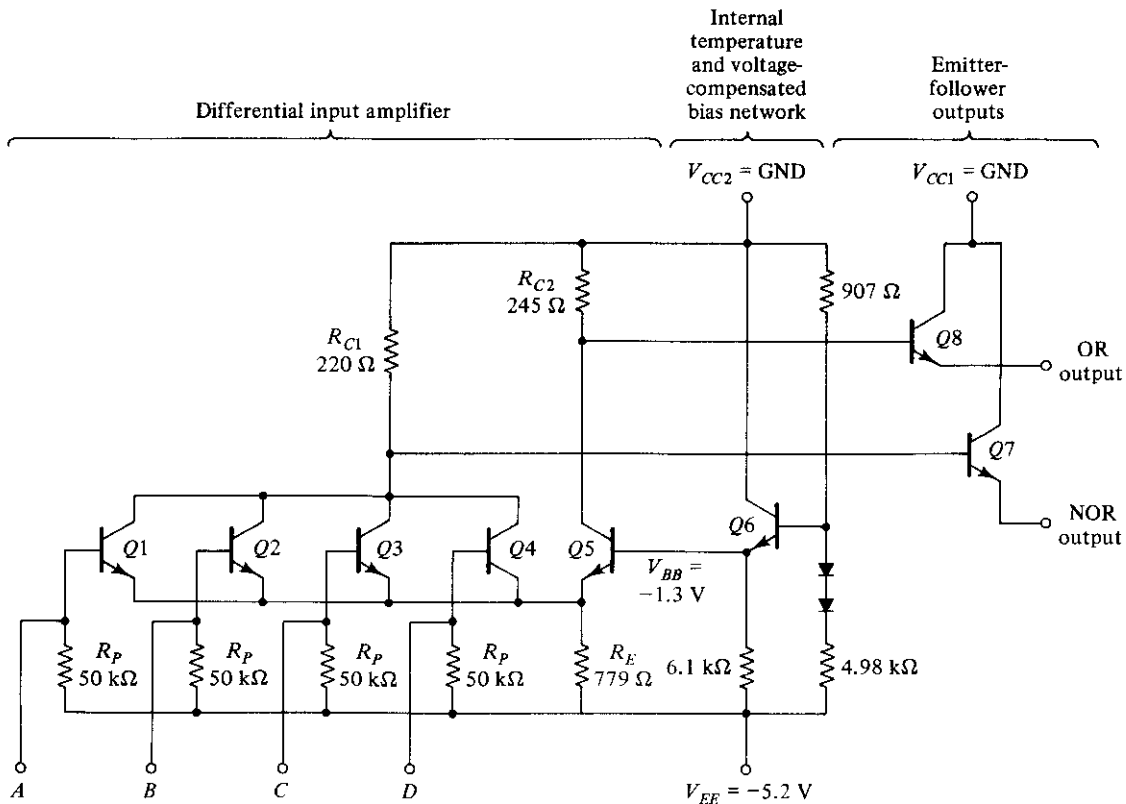 Internal
temperature
and voltage-
compensated
bias network
Emitter-
follower
outputs
Differential input amplifier
V_CC2 = GND
V_CC1 = GND
R_C2
245 Ω
907 Ω
R_C1
220 Ω
Q8
OR
output
Q7
NOR
output
Q1
Q2
Q3
Q4
Q5
Q6
V_BB =
−1.3 V
R_P
50 kΩ
R_P
50 kΩ
R_P
50 kΩ
R_P
50 kΩ
R_E
779 Ω
6.1 kΩ
4.98 kΩ
A
B
C
D
V_EE = −5.2 V